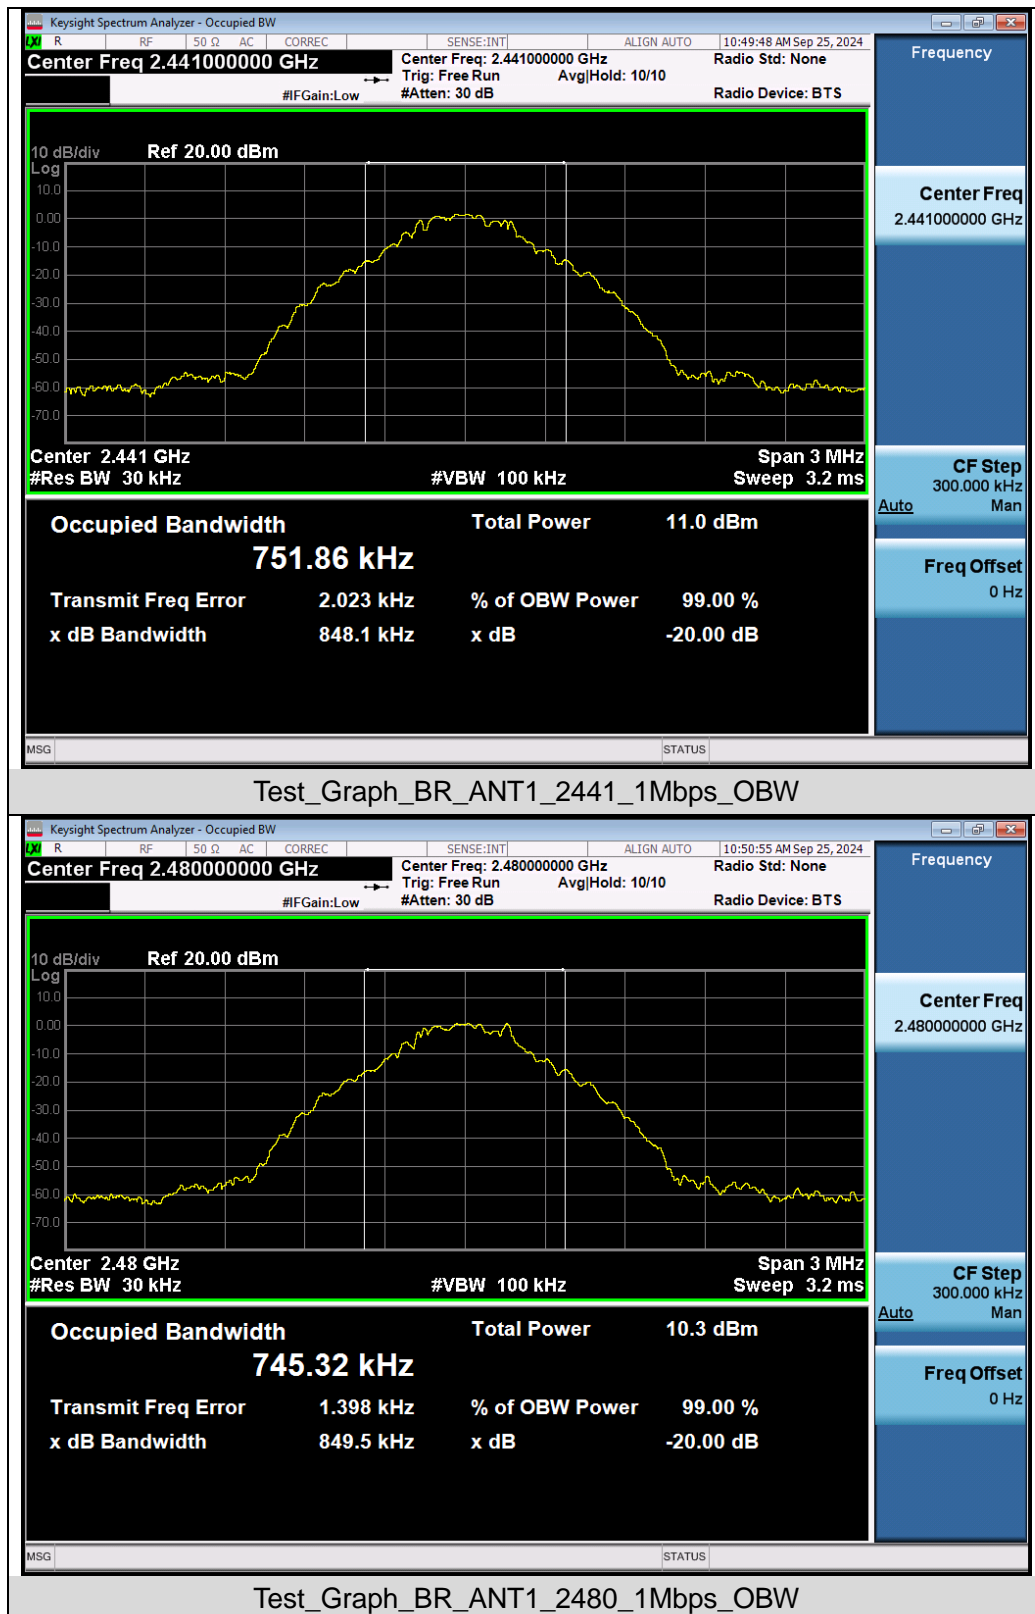 Keysight Spectrum Analyzer - Occupied BW
LXI R RF 50 Ω AC CORREC SENSE:INT ALIGN AUTO 10:49:48 AM Sep 25, 2024
Center Freq 2.441000000 GHz
Center Freq: 2.441000000 GHz Radio Std: None
Trig: Free Run Avg|Hold: 10/10
#IFGain:Low #Atten: 30 dB Radio Device: BTS
Frequency
10 dB/div Ref 20.00 dBm
Log
10.0
0.00
-10.0
-20.0
-30.0
-40.0
-50.0
-60.0
-70.0
Center 2.441 GHz Span 3 MHz
#Res BW 30 kHz #VBW 100 kHz Sweep 3.2 ms
Center Freq
2.441000000 GHz
CF Step
300.000 kHz
Auto Man
Freq Offset
0 Hz
Occupied Bandwidth Total Power 11.0 dBm
751.86 kHz
Transmit Freq Error 2.023 kHz % of OBW Power 99.00 %
x dB Bandwidth 848.1 kHz x dB -20.00 dB
MSG STATUS
Test_Graph_BR_ANT1_2441_1Mbps_OBW
Keysight Spectrum Analyzer - Occupied BW
LXI R RF 50 Ω AC CORREC SENSE:INT ALIGN AUTO 10:50:55 AM Sep 25, 2024
Center Freq 2.480000000 GHz
Center Freq: 2.480000000 GHz Radio Std: None
Trig: Free Run Avg|Hold: 10/10
#IFGain:Low #Atten: 30 dB Radio Device: BTS
Frequency
10 dB/div Ref 20.00 dBm
Log
10.0
0.00
-10.0
-20.0
-30.0
-40.0
-50.0
-60.0
-70.0
Center 2.48 GHz Span 3 MHz
#Res BW 30 kHz #VBW 100 kHz Sweep 3.2 ms
Center Freq
2.480000000 GHz
CF Step
300.000 kHz
Auto Man
Freq Offset
0 Hz
Occupied Bandwidth Total Power 10.3 dBm
745.32 kHz
Transmit Freq Error 1.398 kHz % of OBW Power 99.00 %
x dB Bandwidth 849.5 kHz x dB -20.00 dB
MSG STATUS
Test_Graph_BR_ANT1_2480_1Mbps_OBW